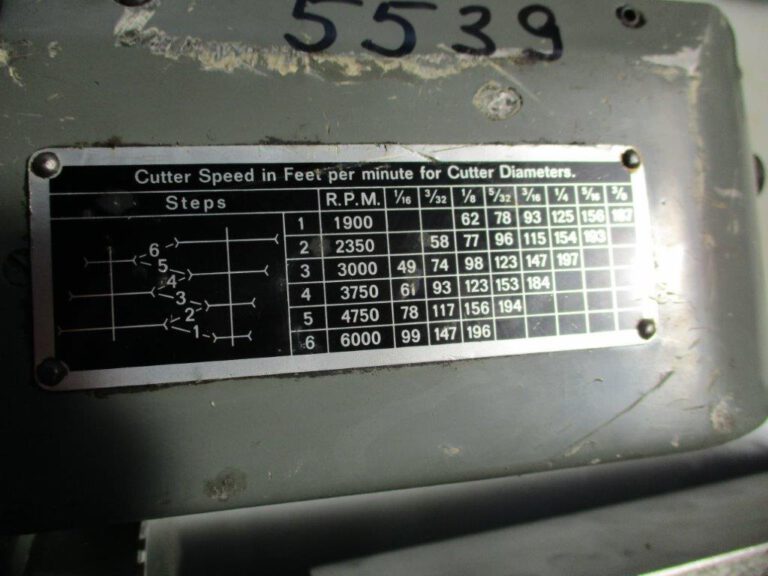 5539
Cutter Speed in Feet per minute for Cutter Diameters.
Steps R.P.M. 1/16 3/32 1/8 5/32 3/16 1/4 5/16 3/8
1 1900 62 78 93 125 156 187
2 2350 58 77 96 115 154 193
3 3000 49 74 98 123 147 197
4 3750 61 93 123 153 184
5 4750 78 117 156 194
6 6000 99 147 196
6
5
4
3
2
1